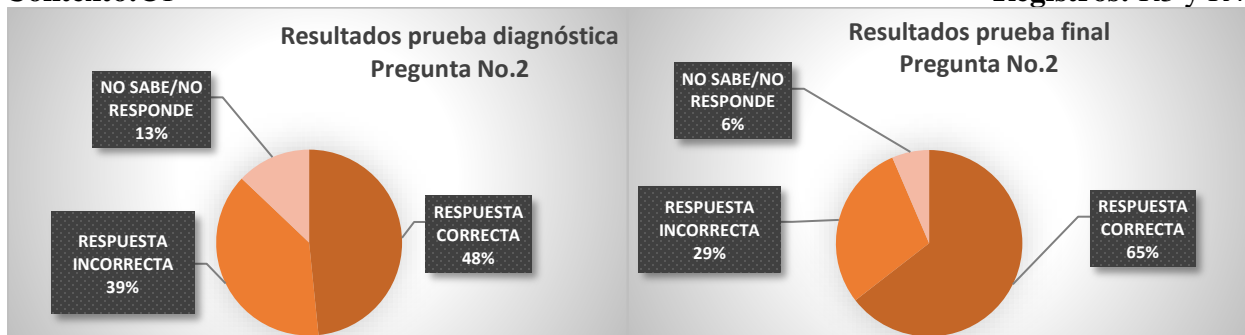 Resultados prueba diagnóstica
Pregunta No.2
NO SABE/NO
RESPONDE
13%
RESPUESTA
INCORRECTA
39%
RESPUESTA
CORRECTA
48%
Resultados prueba final
Pregunta No.2
NO SABE/NO
RESPONDE
6%
RESPUESTA
INCORRECTA
29%
RESPUESTA
CORRECTA
65%